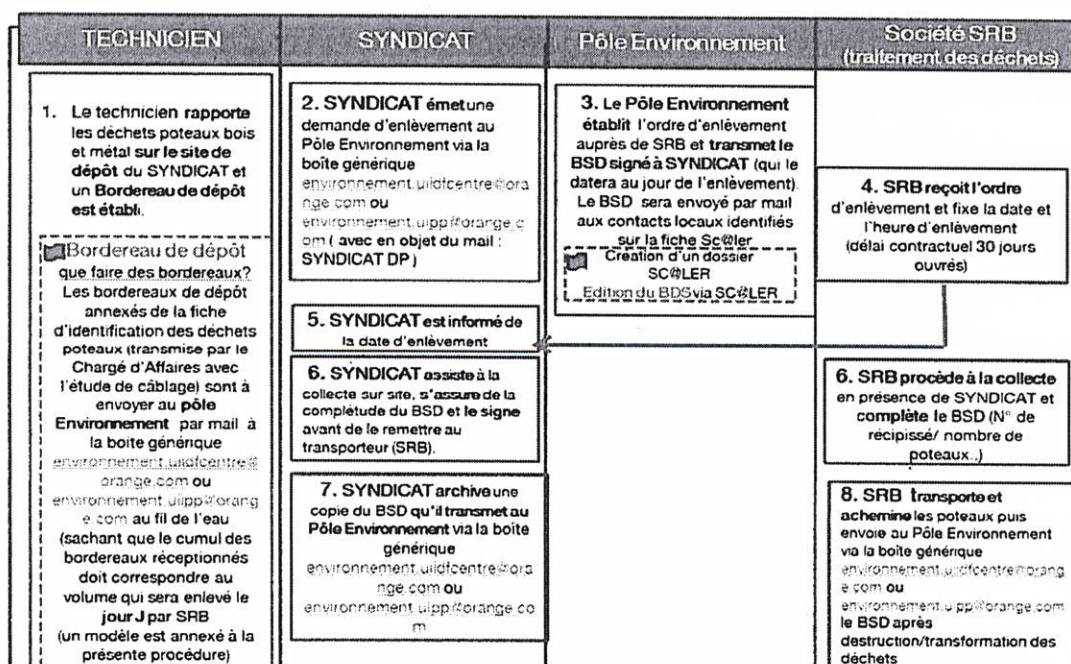 TECHNICIEN
SYNDICAT
Pôle Environnement
Société SRB
(traitement des déchets)
1. Le technicien rapporte
les déchets poteaux bois
et métal sur le site de
dépôt du SYNDICAT et
un Bordereau de dépôt
est établi.
Bordereau de dépôt
que faire des bordereaux?
Les bordereaux de dépôt
annexés de la fiche
d'identification des déchets
poteaux (transmise par le
Chargé d'Affaires avec
l'étude de câblage) sont à
envoyer au pôle
Environnement par mail à
la boite générique
environnement.uiidfcentre@
orange.com ou
environnement.uipp@orang
e.com au fil de l'eau
(sachant que le cumul des
bordereaux réceptionnés
doit correspondre au
volume qui sera enlevé le
jour J par SRB
(un modèle est annexé à la
présente procédure)
2. SYNDICAT émet une
demande d'enlèvement au
Pôle Environnement via la
boîte générique
environnement.uiidfcentre@ora
nge.com ou
environnement.uipp@orange.c
om ( avec en objet du mail :
SYNDICAT DP )
3. Le Pôle Environnement
établit l'ordre d'enlèvement
auprès de SRB et transmet le
BSD signé à SYNDICAT (qui le
datera au jour de l'enlèvement).
Le BSD sera envoyé par mail
aux contacts locaux identifiés
sur la fiche Sc@ler
Création d'un dossier
SC@LER
Edition du BDS via SC@LER
4. SRB reçoit l'ordre
d'enlèvement et fixe la date et
l'heure d'enlèvement
(délai contractuel 30 jours
ouvrés)
5. SYNDICAT est informé de
la date d'enlèvement
6. SYNDICAT assiste à la
collecte sur site, s'assure de la
complétude du BSD et le signe
avant de le remettre au
transporteur (SRB).
6. SRB procède à la collecte
en présence de SYNDICAT et
complète le BSD (N° de
récipissé/ nombre de
poteaux..)
7. SYNDICAT archive une
copie du BSD qu'il transmet au
Pôle Environnement via la boite
générique
environnement.uiidfcentre@ora
nge.com ou
environnement.uipp@orange.co
m
8. SRB transporte et
achemine les poteaux puis
envoie au Pôle Environnement
via la boîte générique
environnement.uiidfcentre@orang
e.com ou
environnement.uipp@orange.com
le BSD après
destruction/transformation des
déchets